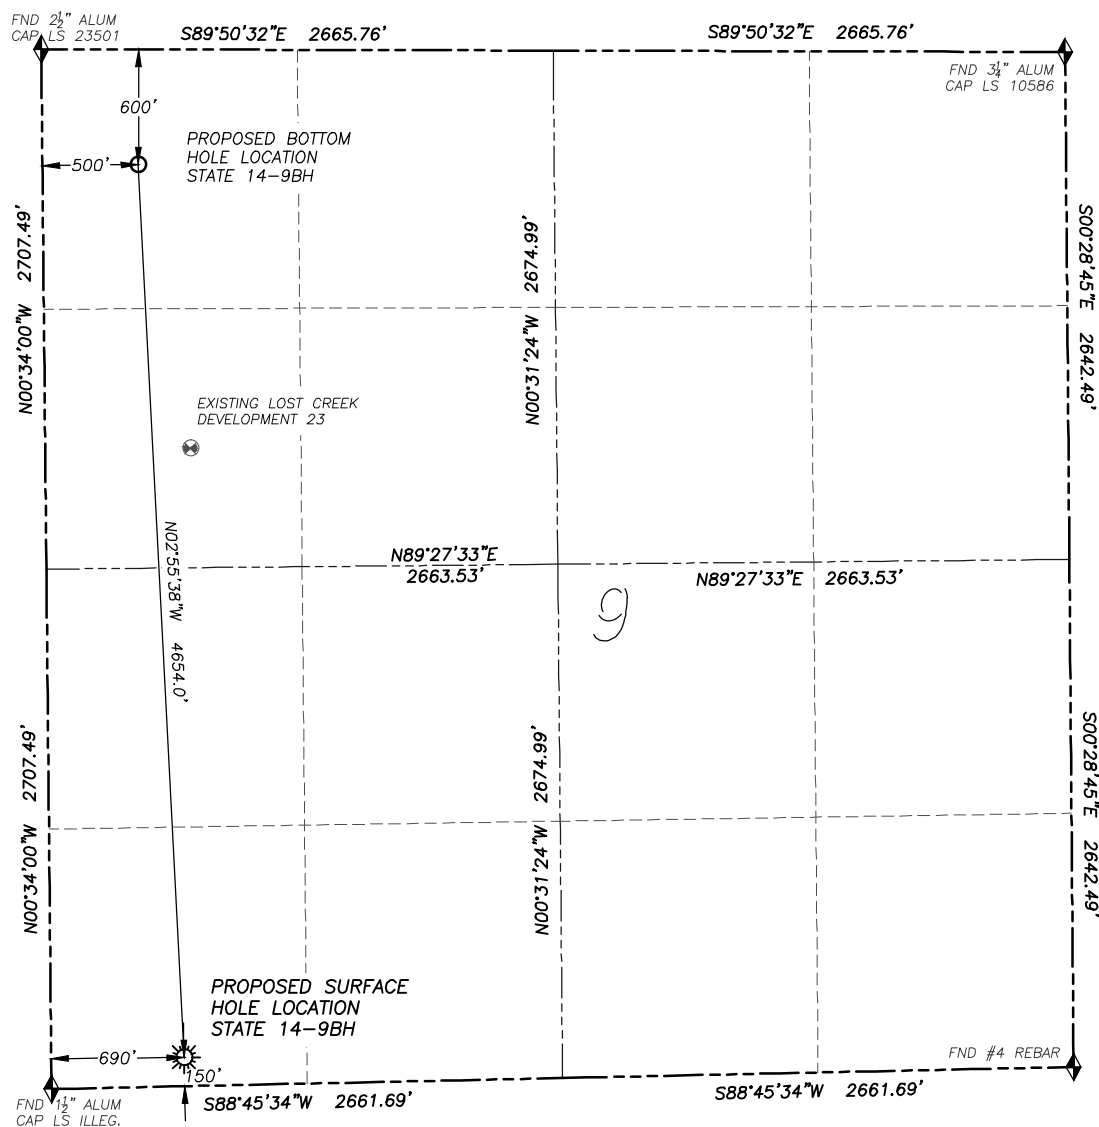 FND 2½" ALUM
CAP LS 23501
S89°50'32"E 2665.76'
S89°50'32"E 2665.76'
FND 3¼" ALUM
CAP LS 10586
600'
500'
PROPOSED BOTTOM
HOLE LOCATION
STATE 14-9BH
N00°34'00"W 2707.49'
N00°31'24"W 2674.99'
S00°28'45"E 2642.49'
EXISTING LOST CREEK
DEVELOPMENT 23
N02°55'38"W 4654.0'
N89°27'33"E
2663.53'
N89°27'33"E 2663.53'
9
N00°34'00"W 2707.49'
N00°31'24"W 2674.99'
S00°28'45"E 2642.49'
PROPOSED SURFACE
HOLE LOCATION
STATE 14-9BH
690'
150'
FND #4 REBAR
S88°45'34"W 2661.69'
S88°45'34"W 2661.69'
FND 1½" ALUM
CAP LS ILLEG.